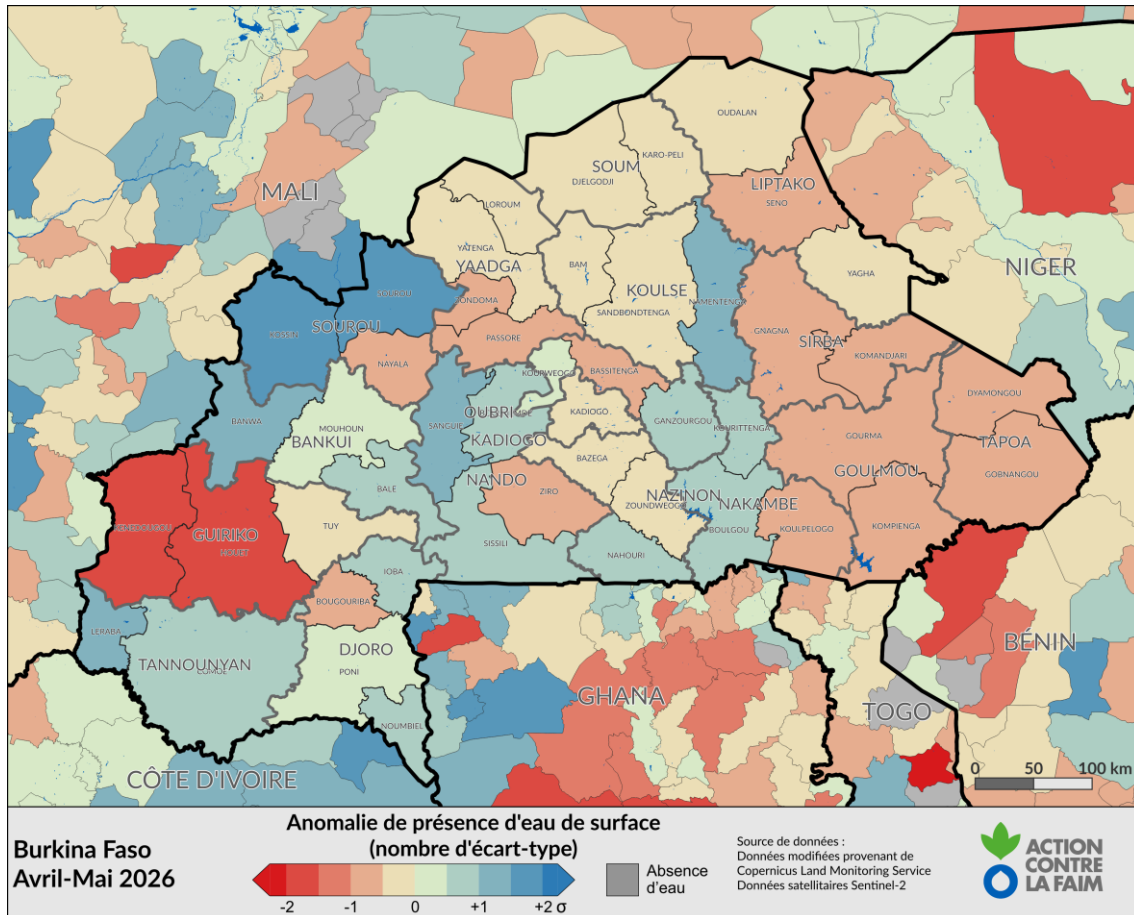 OUDALAN
SOUM
KARO-PELI
DJELGODJI
LIPTAKO
SENO
MALI
LOROUM
YATENGA
YAADGA
BAM
KOULSE
SANDBONDTENGA
YAGHA
NIGER
SOUROU
KOSSIN
SOUROU
NAMENTENGA
PASSORE
GNAGNA
SIRBA
KOMANDJARI
NAYALA
KOURWEOGO
BASSITENGA
DYAMONGOU
BANWA
MOUHOUN
BANKUI
SANGUIE
OUBRI
KADIOGO
KADIOGO
GANZOURGOU
KOURITTENGA
GOURMA
TAPOA
GOULMOU
GOBNANGOU
BAZEGA
BALE
NANDO
ZIRO
NAZINON
ZOUNDWEOGO
NAKAMBE
BOULGOU
KOULPELOGO
KOMPIENGA
KENEDOUGOU
GUIRIKO
HOUET
TUY
SISSILI
NAHOURI
IOBA
BOUGOURIBA
LERABA
TANNOUNYAN
COMOE
DJORO
PONI
NOUMBIEL
BÉNIN
GHANA
TOGO
CÔTE D'IVOIRE
0 50 100 km
Burkina Faso
Avril-Mai 2026
Anomalie de présence d'eau de surface
(nombre d'écart-type)
-2 -1 0 +1 +2 σ
Absence
d'eau
Source de données :
Données modifiées provenant de
Copernicus Land Monitoring Service
Données satellitaires Sentinel-2
ACTION
CONTRE
LA FAIM